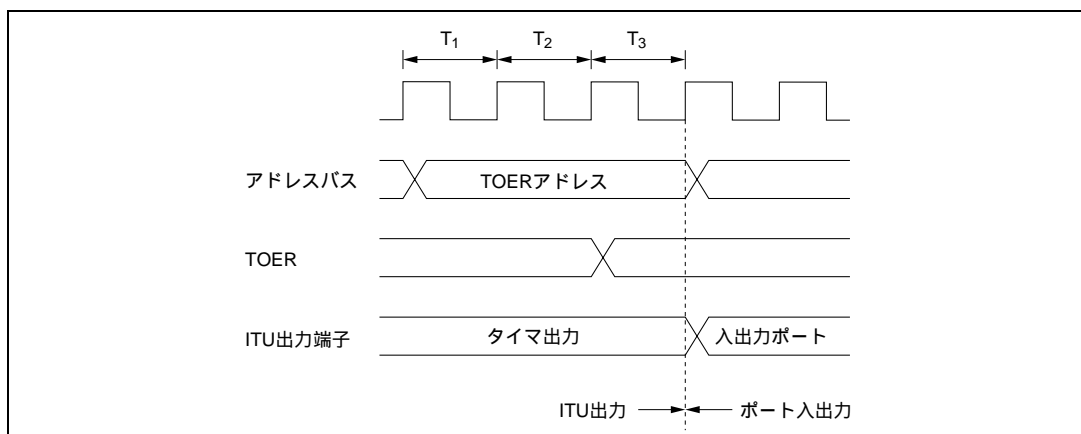 T1 T2 T3
アドレスバス TOERアドレス
TOER
ITU出力端子 タイマ出力 入出力ポート
ITU出力 ポート入出力